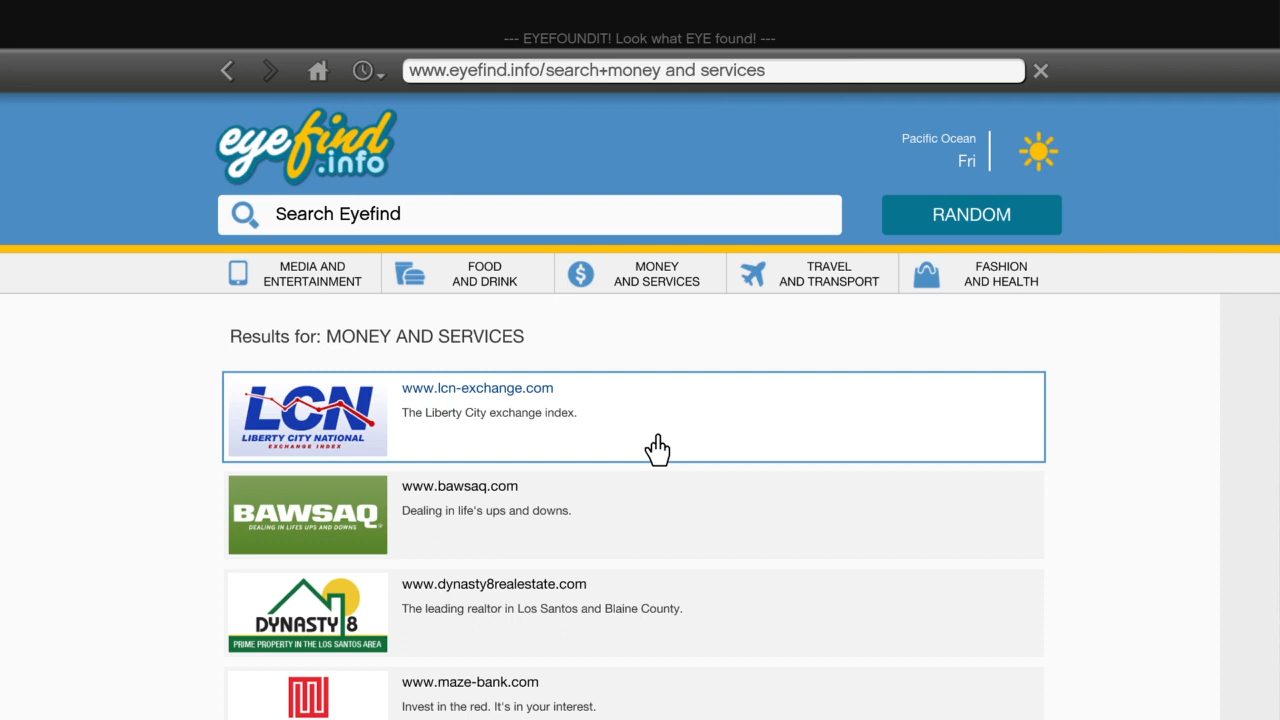 --- EYEFOUNDIT! Look what EYE found! ---
www.eyefind.info/search+money and services
eyefind
.info
Pacific Ocean
Fri
Search Eyefind
RANDOM
MEDIA AND
ENTERTAINMENT
FOOD
AND DRINK
MONEY
AND SERVICES
TRAVEL
AND TRANSPORT
FASHION
AND HEALTH
Results for: MONEY AND SERVICES
LCN
LIBERTY CITY NATIONAL
EXCHANGE INDEX
www.lcn-exchange.com
The Liberty City exchange index.
BAWSAQ
DEALING IN LIFES UPS AND DOWNS
www.bawsaq.com
Dealing in life's ups and downs.
DYNASTY 8
PRIME PROPERTY IN THE LOS SANTOS AREA
www.dynasty8realestate.com
The leading realtor in Los Santos and Blaine County.
www.maze-bank.com
Invest in the red. It's in your interest.